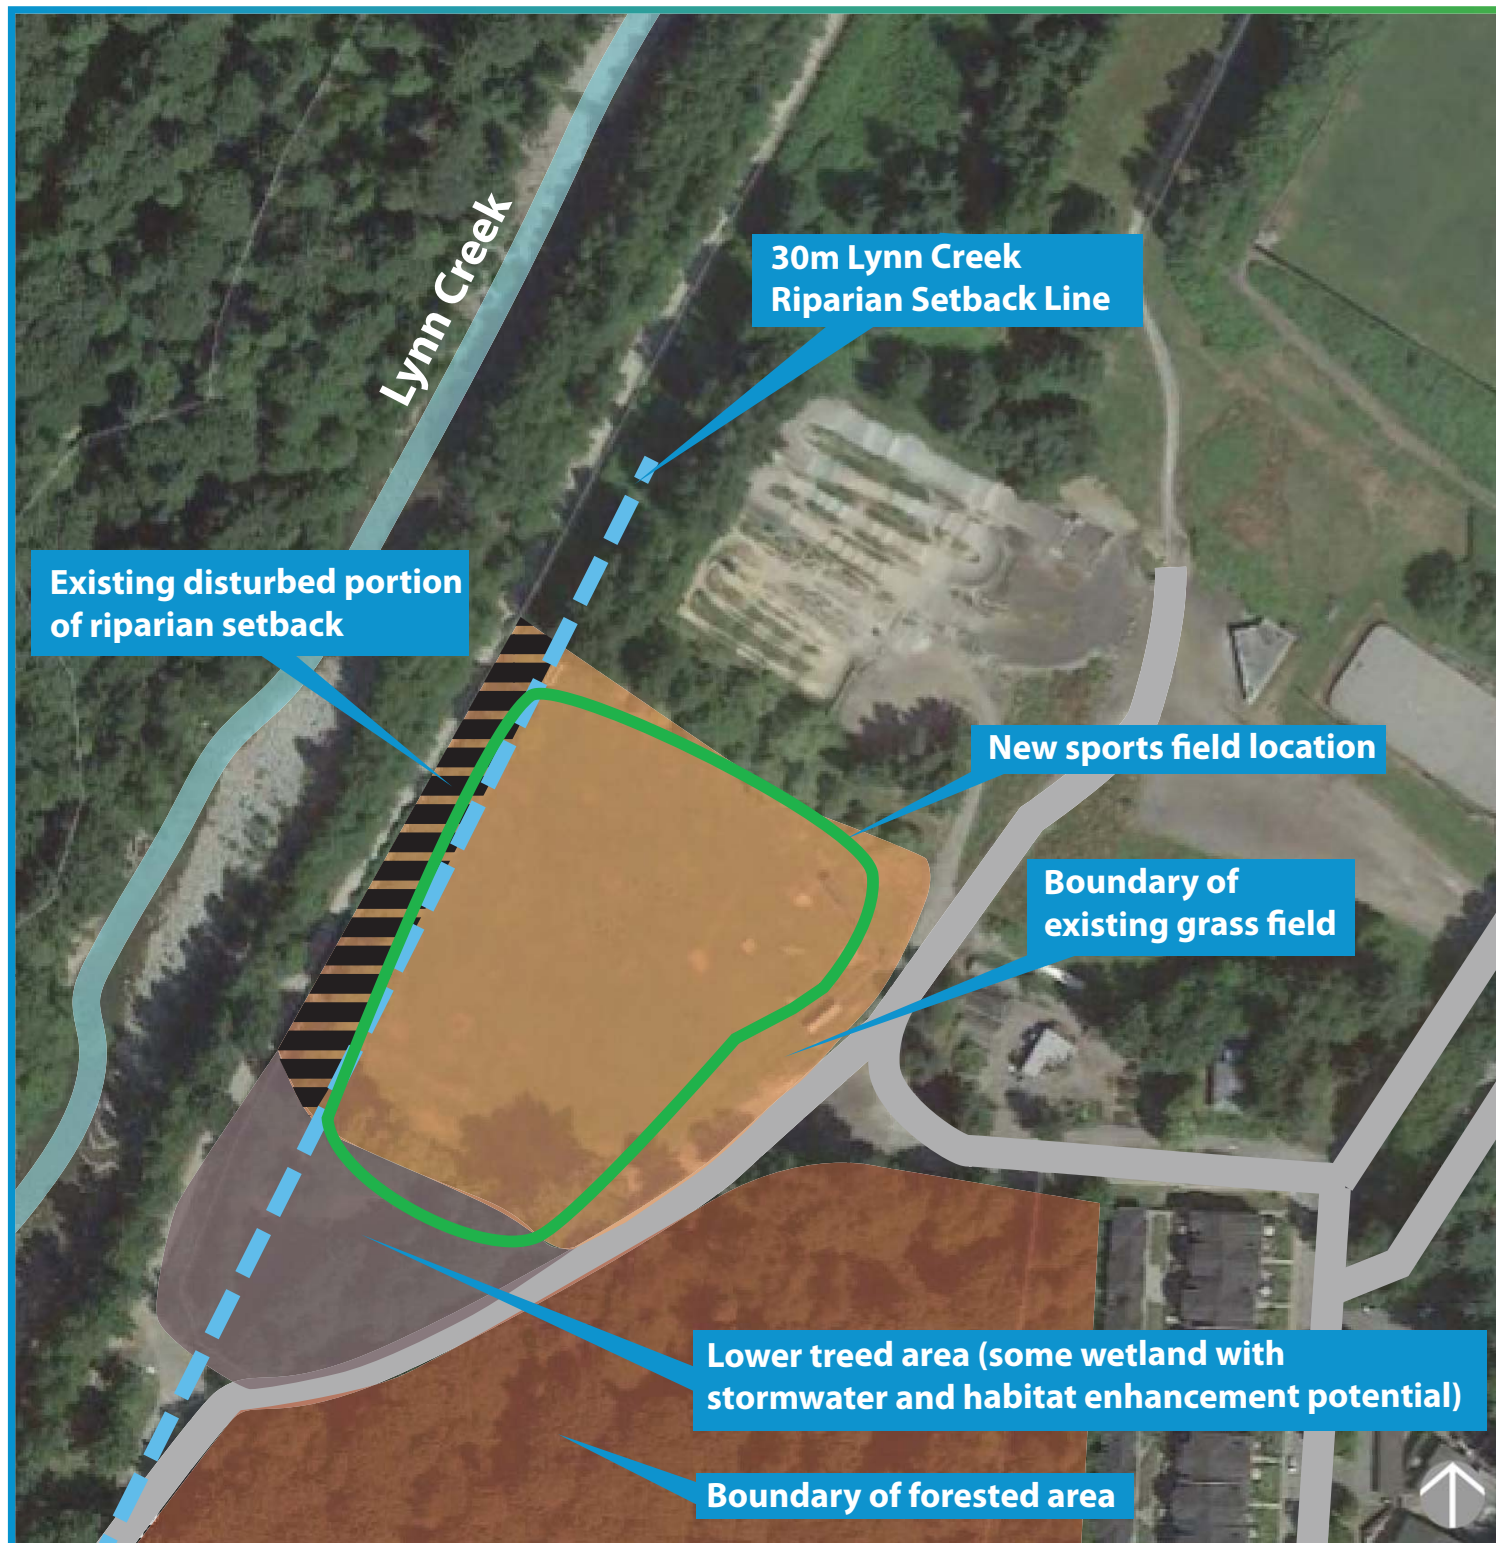 Lynn Creek
30m Lynn Creek
Riparian Setback Line
Existing disturbed portion
of riparian setback
New sports field location
Boundary of
existing grass field
Lower treed area (some wetland with
stormwater and habitat enhancement potential)
Boundary of forested area